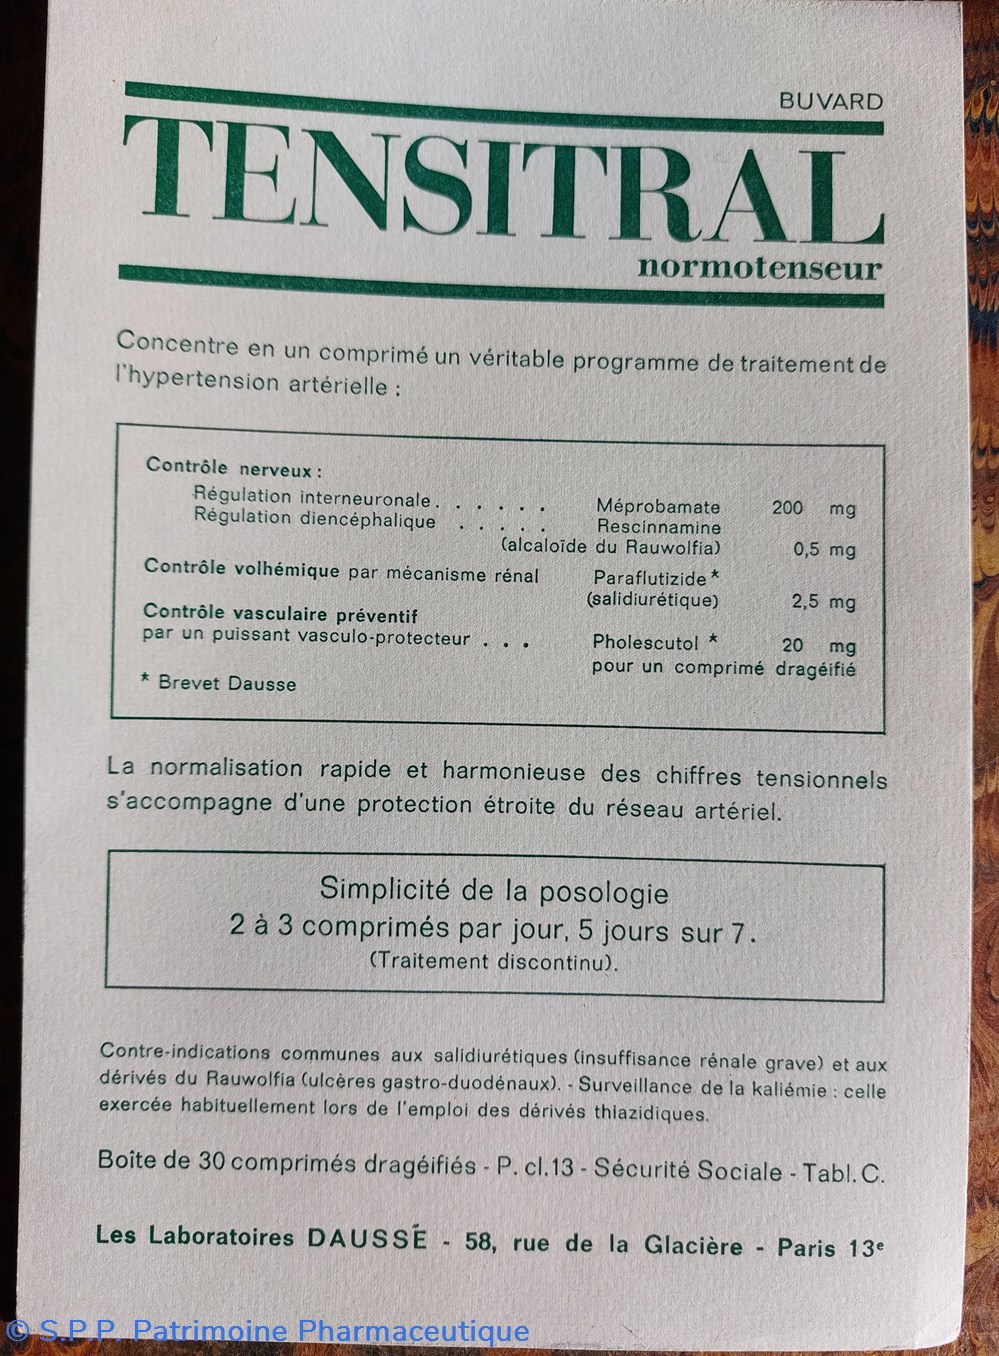 BUVARD
TENSITRAL
normotenseur
Concentre en un comprimé un véritable programme de traitement de
l'hypertension artérielle :
Contrôle nerveux :
Régulation interneuronale . . . . . . Méprobamate 200 mg
Régulation diencéphalique . . . . . Rescinnamine
(alcaloïde du Rauwolfia) 0,5 mg
Contrôle volhémique par mécanisme rénal Paraflutizide *
(salidiurétique) 2,5 mg
Contrôle vasculaire préventif
par un puissant vasculo-protecteur . . . Pholescutol * 20 mg
pour un comprimé dragéifié
* Brevet Dausse
La normalisation rapide et harmonieuse des chiffres tensionnels
s'accompagne d'une protection étroite du réseau artériel.
Simplicité de la posologie
2 à 3 comprimés par jour, 5 jours sur 7.
(Traitement discontinu).
Contre-indications communes aux salidiurétiques (insuffisance rénale grave) et aux
dérivés du Rauwolfia (ulcères gastro-duodénaux). - Surveillance de la kaliémie : celle
exercée habituellement lors de l'emploi des dérivés thiazidiques.
Boîte de 30 comprimés dragéifiés - P. cl.13 - Sécurité Sociale - Tabl. C.
Les Laboratoires DAUSSÉ - 58, rue de la Glacière - Paris 13e
© S.P.P. Patrimoine Pharmaceutique